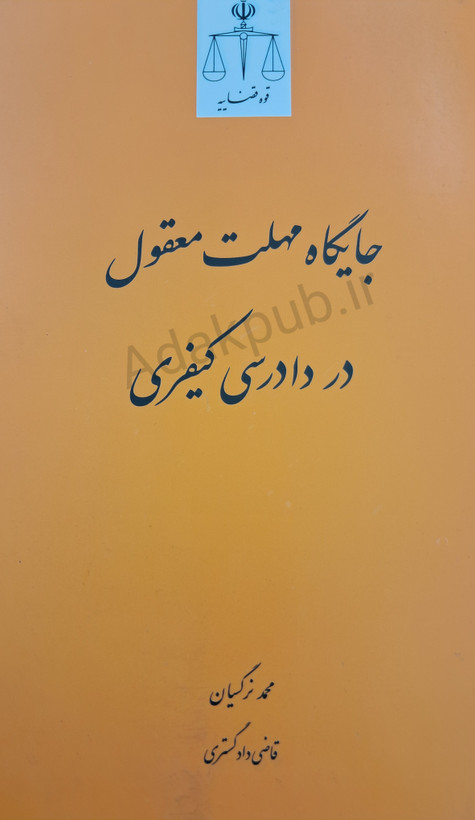 قوه قضاییه
جایگاه مهلت معقول
Adakpub.ir
در دادرسی کیفری
محمد نرگسیان
قاضی دادگستری